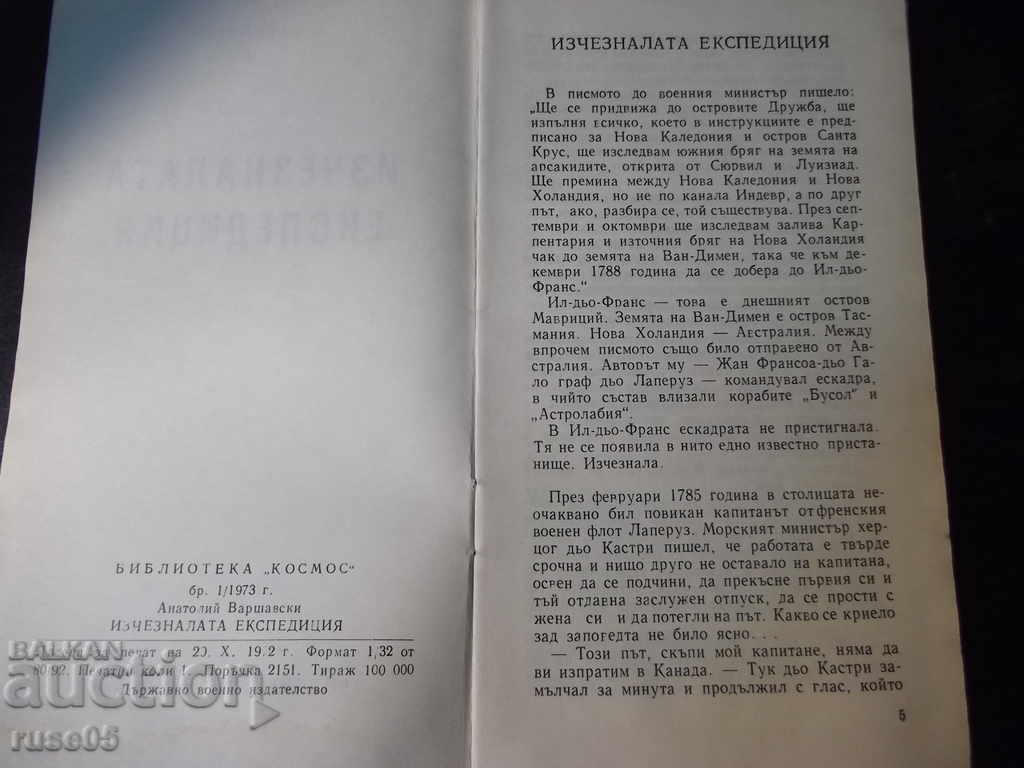 БИБЛИОТЕКА „КОСМОС“
бр. 1/1973 г.
Анатолий Варшавски
ИЗЧЕЗНАЛАТА ЕКСПЕДИЦИЯ
печат на 20. X. 19.2 г. Формат 1,32 от
80/92. Печатни коли 1. Поръчка 2151. Тираж 100 000
Държавно военно издателство
BALKAN
auction
ruse05
ИЗЧЕЗНАЛАТА ЕКСПЕДИЦИЯ
В писмото до военния министър пишело:
„Ще се придвижа до островите Дружба, ще
изпълня всичко, което в инструкциите е пред-
писано за Нова Каледония и остров Санта
Крус, ще изследвам южния бряг на земята на
арсакидите, открита от Сюрвил и Луизиад.
Ще премина между Нова Каледония и Нова
Холандия, но не по канала Индевр, а по друг
път, ако, разбира се, той съществува. През сеп-
тември и октомври ще изследвам залива Кар-
пентария и източния бряг на Нова Холандия
чак до земята на Ван-Димен, така че към де-
кември 1788 година да се добера до Ил-дьо-
Франс.“
Ил-дьо-Франс — това е днешният остров
Мавриций. Земята на Ван-Димен е остров Тас-
мания. Нова Холандия — Австралия. Между
впрочем писмото също било отправено от Ав-
стралия. Авторът му — Жан Франсоа-дьо Га-
ло граф дьо Лаперуз — командувал ескадра,
в чийто състав влизали корабите „Бусол“ и
„Астролабия“.
В Ил-дьо-Франс ескадрата не пристигнала.
Тя не се появила в нито едно известно приста-
нище. Изчезнала.
През февруари 1785 година в столицата не-
очаквано бил повикан капитанът от френския
военен флот Лаперуз. Морският министър хер-
цог дьо Кастри пишел, че работата е твърде
срочна и нищо друго не оставало на капитана,
освен да се подчини, да прекъсне първия си и
тъй отдавна заслужен отпуск, да се прости с
жена си и да потегли на път. Какво се криело
зад заповедта не било ясно. . .
— Този път, скъпи мой капитане, няма да
ви изпратим в Канада. — Тук дьо Кастри за-
мълчал за минута и продължил с глас, който
5